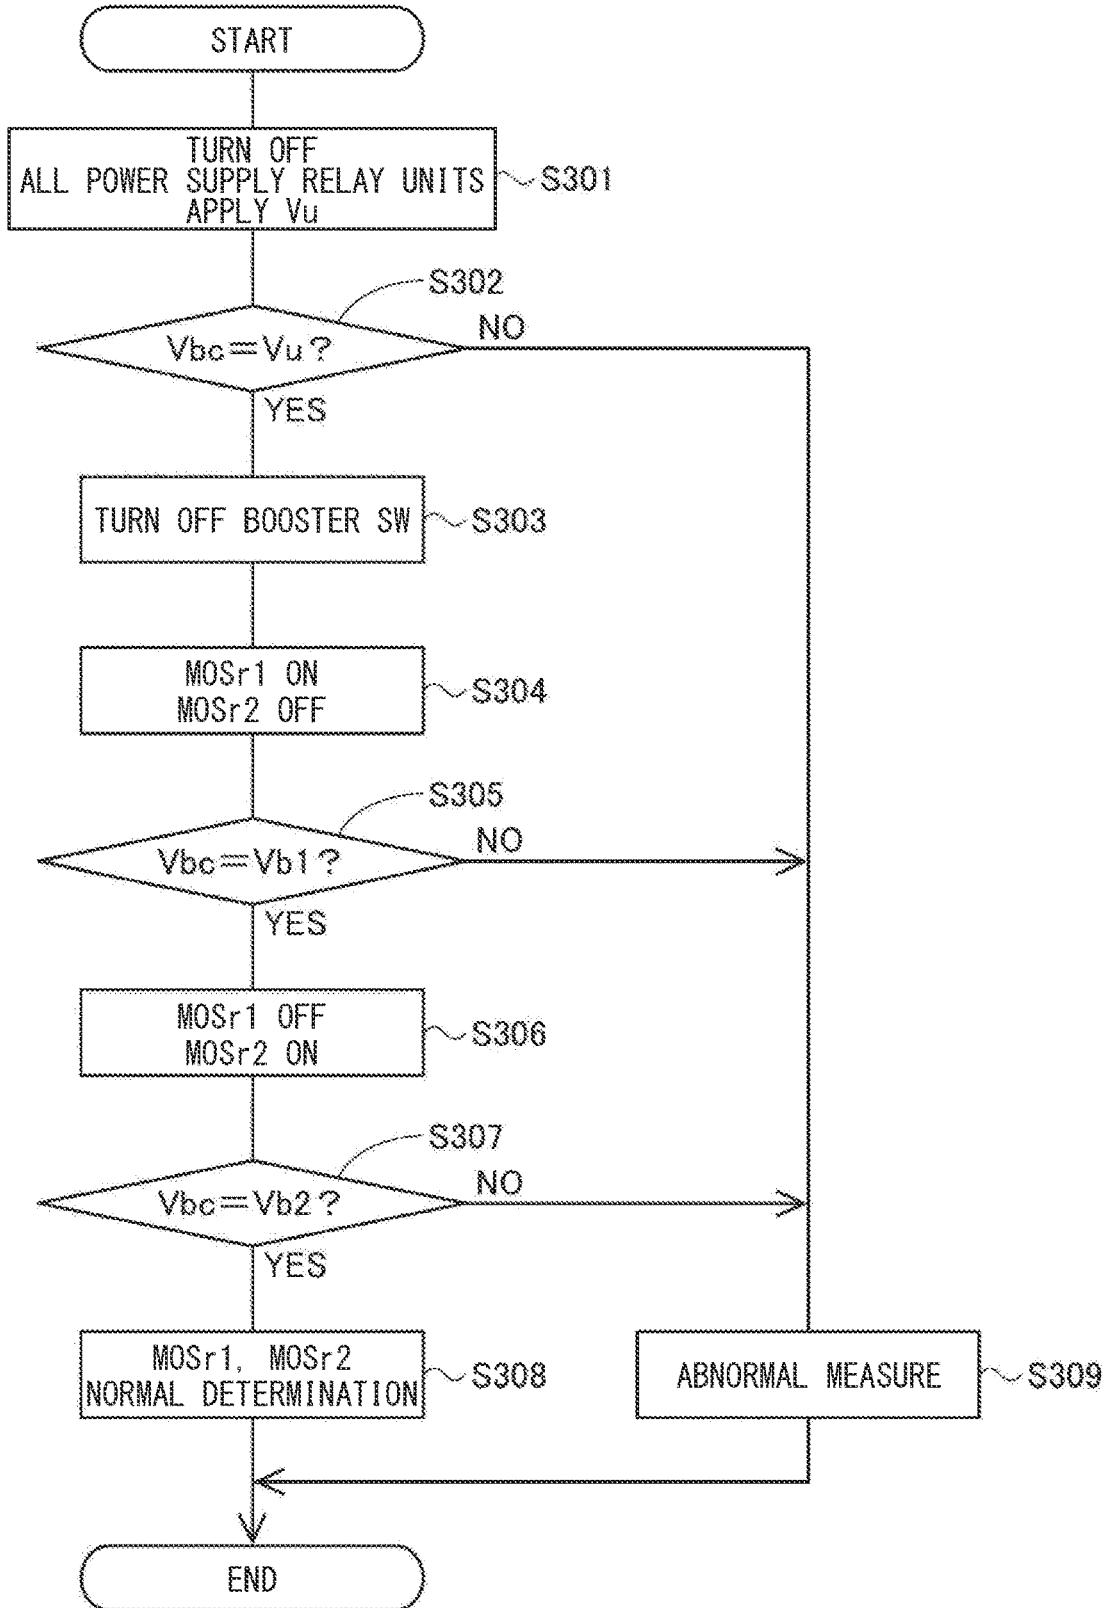 START
TURN OFF
ALL POWER SUPPLY RELAY UNITS
APPLY Vu
S301
S302
Vbc=Vu?
NO
YES
TURN OFF BOOSTER SW
S303
MOSr1 ON
MOSr2 OFF
S304
S305
Vbc=Vb1?
NO
YES
MOSr1 OFF
MOSr2 ON
S306
S307
Vbc=Vb2?
NO
YES
MOSr1, MOSr2
NORMAL DETERMINATION
S308
ABNORMAL MEASURE
S309
END